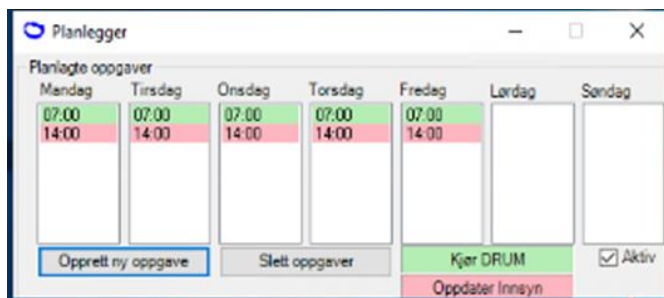 Planlegger
Planlagte oppgaver
Mandag Tirsdag Onsdag Torsdag Fredag Lørdag Søndag
07:00 07:00 07:00 07:00 07:00
14:00 14:00 14:00 14:00 14:00
Opprett ny oppgave Slett oppgaver Kjør DRUM Aktiv
Oppdater Innsyn